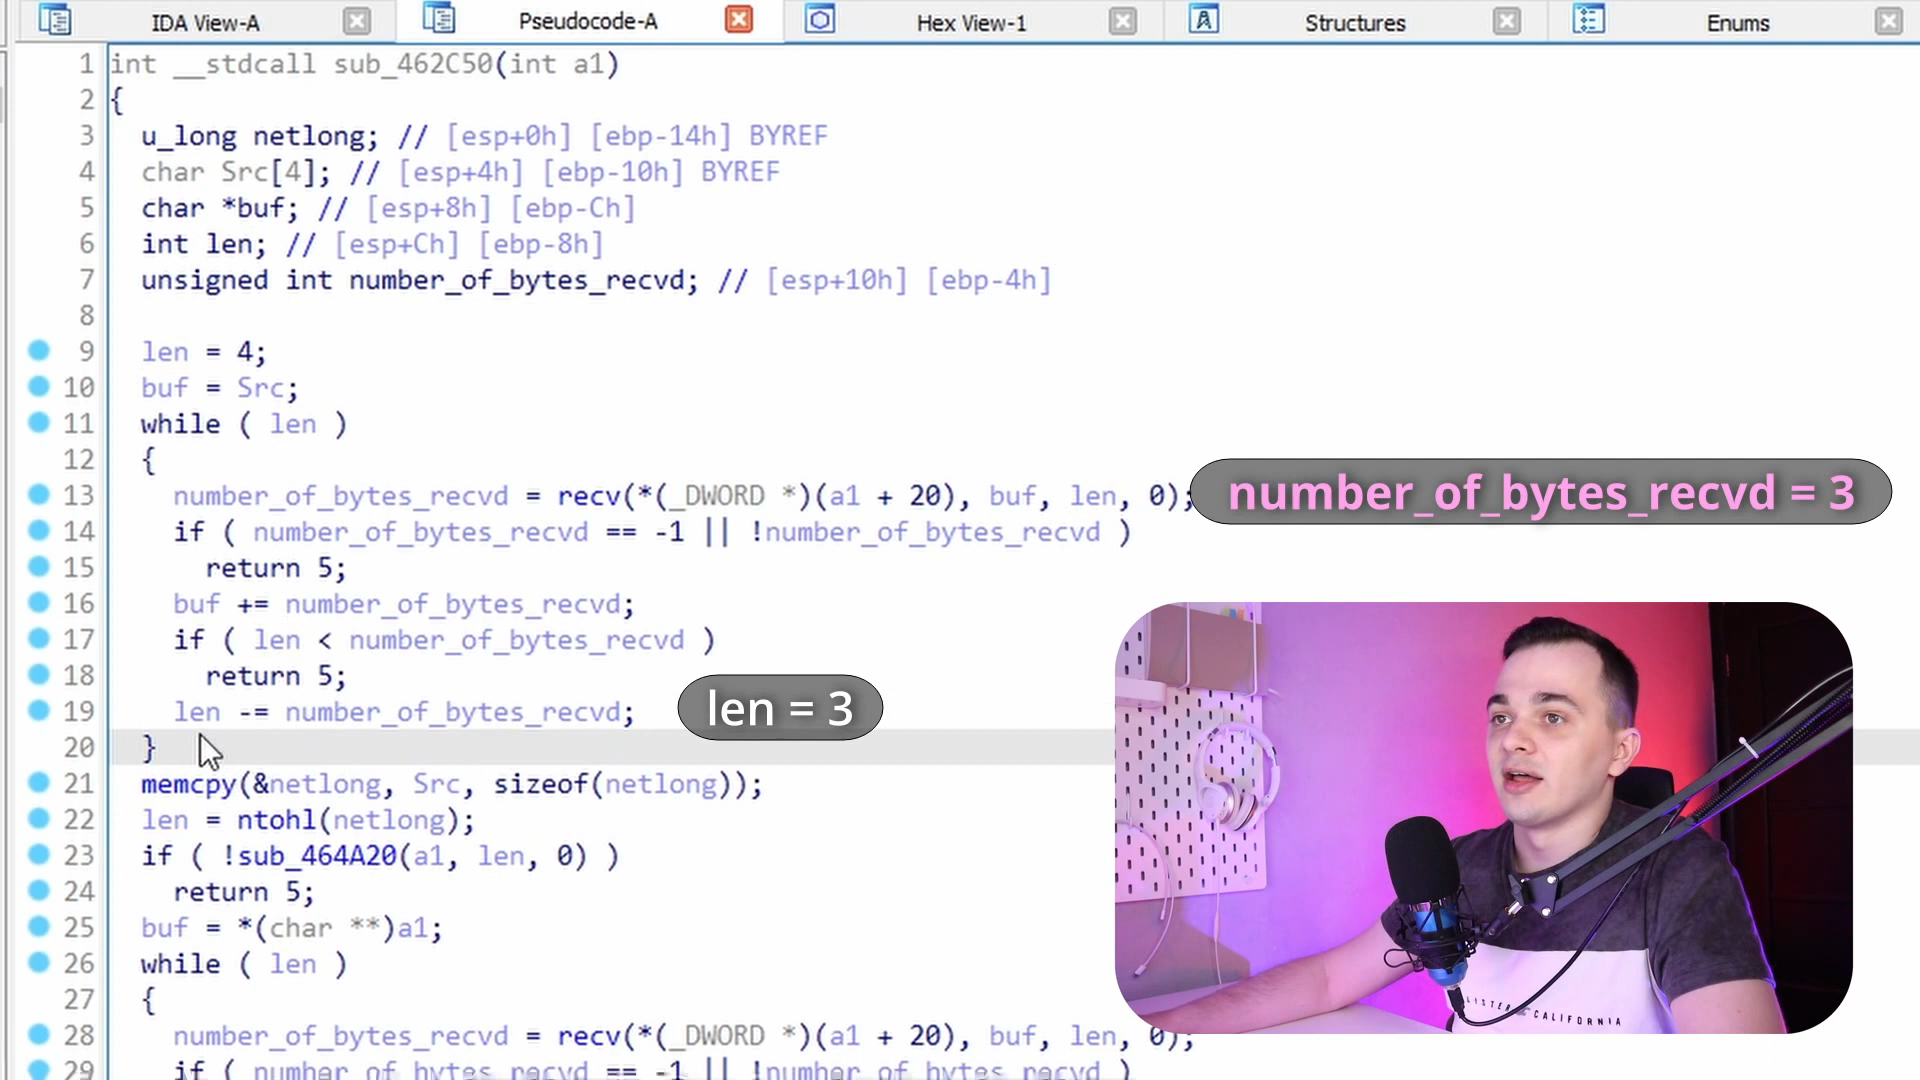 IDA View-A
Pseudocode-A
Hex View-1
Structures
Enums
1 int __stdcall sub_462C50(int a1)
2 {
3 u_long netlong; // [esp+0h] [ebp-14h] BYREF
4 char Src[4]; // [esp+4h] [ebp-10h] BYREF
5 char *buf; // [esp+8h] [ebp-Ch]
6 int len; // [esp+Ch] [ebp-8h]
7 unsigned int number_of_bytes_recvd; // [esp+10h] [ebp-4h]
8
9 len = 4;
10 buf = Src;
11 while ( len )
12 {
13 number_of_bytes_recvd = recv(*(_DWORD *)(a1 + 20), buf, len, 0);
number_of_bytes_recvd = 3
14 if ( number_of_bytes_recvd == -1 || !number_of_bytes_recvd )
15 return 5;
16 buf += number_of_bytes_recvd;
17 if ( len < number_of_bytes_recvd )
18 return 5;
19 len -= number_of_bytes_recvd;
len = 3
20 }
21 memcpy(&netlong, Src, sizeof(netlong));
22 len = ntohl(netlong);
23 if ( !sub_464A20(a1, len, 0) )
24 return 5;
25 buf = *(char **)a1;
26 while ( len )
27 {
28 number_of_bytes_recvd = recv(*(_DWORD *)(a1 + 20), buf, len, 0);
29 if ( number_of_bytes_recvd == -1 || !number_of_bytes_recvd )
CALIFORNIA